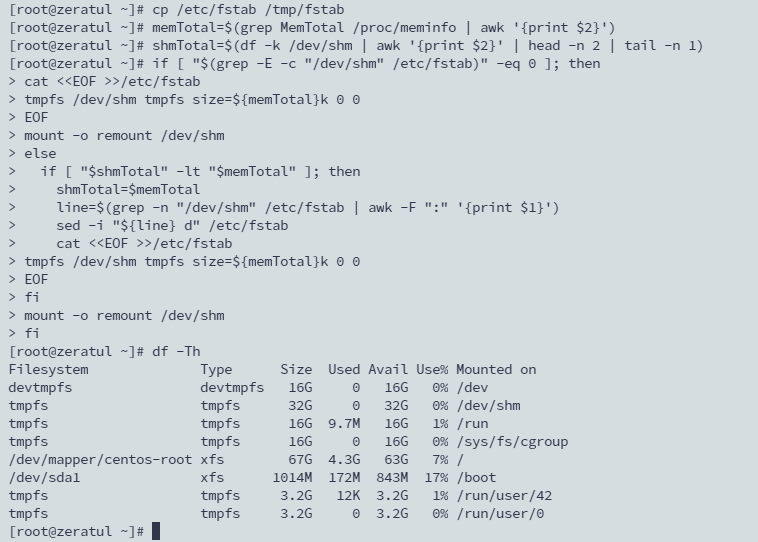 [root@zeratul ~]# cp /etc/fstab /tmp/fstab
[root@zeratul ~]# memTotal=$(grep MemTotal /proc/meminfo | awk '{print $2}')
[root@zeratul ~]# shmTotal=$(df -k /dev/shm | awk '{print $2}' | head -n 2 | tail -n 1)
[root@zeratul ~]# if [ "$(grep -E -c "/dev/shm" /etc/fstab)" -eq 0 ]; then
> cat <<EOF >>/etc/fstab
> tmpfs /dev/shm tmpfs size=${memTotal}k 0 0
> EOF
> mount -o remount /dev/shm
> else
>   if [ "$shmTotal" -lt "$memTotal" ]; then
>     shmTotal=$memTotal
>     line=$(grep -n "/dev/shm" /etc/fstab | awk -F ":" '{print $1}')
>     sed -i "${line} d" /etc/fstab
>     cat <<EOF >>/etc/fstab
> tmpfs /dev/shm tmpfs size=${memTotal}k 0 0
> EOF
> fi
> mount -o remount /dev/shm
> fi
[root@zeratul ~]# df -Th
Filesystem              Type      Size  Used Avail Use% Mounted on
devtmpfs                devtmpfs   16G     0   16G   0% /dev
tmpfs                   tmpfs      32G     0   32G   0% /dev/shm
tmpfs                   tmpfs      16G  9.7M   16G   1% /run
tmpfs                   tmpfs      16G     0   16G   0% /sys/fs/cgroup
/dev/mapper/centos-root xfs        67G  4.3G   63G   7% /
/dev/sda1               xfs      1014M  172M  843M  17% /boot
tmpfs                   tmpfs     3.2G   12K  3.2G   1% /run/user/42
tmpfs                   tmpfs     3.2G     0  3.2G   0% /run/user/0
[root@zeratul ~]#